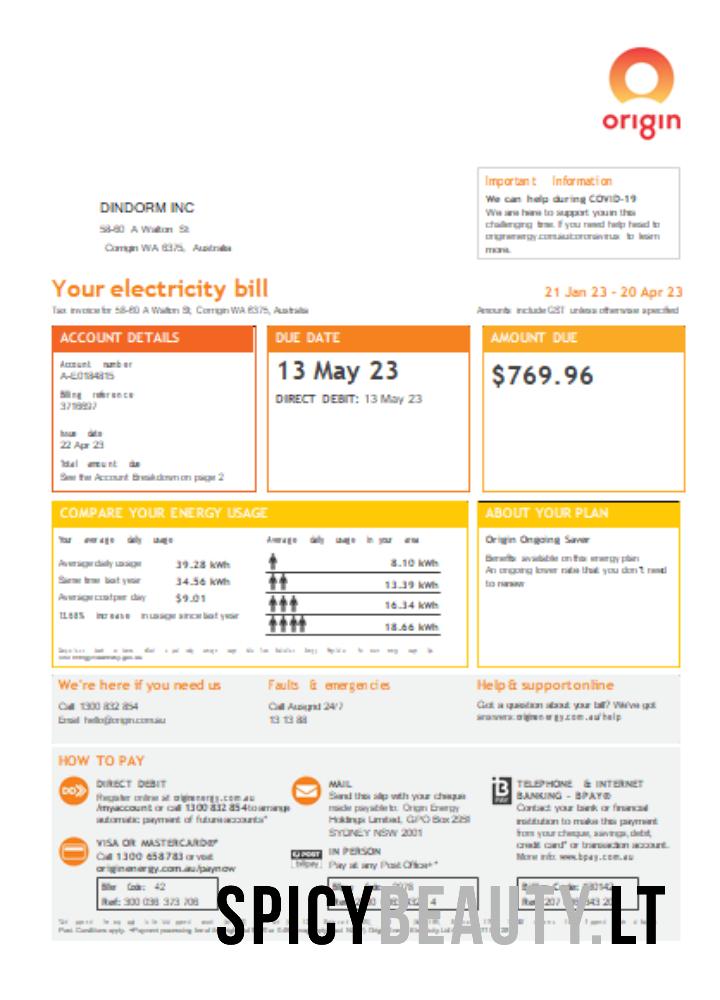 origin
Important Information
We can help during COVID-19
We are here to support you in this
challenging time. If you need help head to
originenergy.com.au/coronavirus to learn
more.
DINDORM INC
58-60 A Walton St
Corrigin WA 6375, Australia
Your electricity bill
21 Jan 23 - 20 Apr 23
Tax invoice for 58-60 A Walton St, Corrigin WA 6375, Australia
Amounts include GST unless otherwise specified
ACCOUNT DETAILS
Account number
A-E0184815
Billing reference
3716697
Issue date
22 Apr 23
Total amount due
See the Account Breakdown on page 2
DUE DATE
13 May 23
DIRECT DEBIT: 13 May 23
AMOUNT DUE
$769.96
COMPARE YOUR ENERGY USAGE
Your average daily usage
Average daily usage 39.28 kWh
Same time last year 34.56 kWh
Average cost per day $9.01
increase in usage since last year
Average daily usage in your area
8.10 kWh
13.39 kWh
16.34 kWh
18.66 kWh
ABOUT YOUR PLAN
Origin Ongoing Saver
Benefits available on this energy plan
An ongoing lower rate that you don't need
to renew
We're here if you need us
Call 1300 832 854
Email hello@origin.com.au
Faults & emergencies
Call Ausgrid 24/7
13 13 88
Help & support online
Got a question about your bill? We've got
answers: originenergy.com.au/help
HOW TO PAY
DIRECT DEBIT
Register online at originenergy.com.au
/myaccount or call 1300 832 854 to arrange
automatic payment of future accounts*
VISA OR MASTERCARD®*
Call 1300 658 783 or visit
originenergy.com.au/paynow
Biller Code: 42
Ref: 300 036 373 706
MAIL
Send this slip with your cheque
made payable to: Origin Energy
Holdings Limited, GPO Box
SYDNEY NSW 2001
POST
billpay
IN PERSON
Pay at any Post Office+*
PAY
TELEPHONE & INTERNET
BANKING - BPAY®
Contact your bank or financial
institution to make this payment
from your cheque, savings, debit,
credit card* or transaction account.
More info: www.bpay.com.au
SPICYBEAUTY.LT